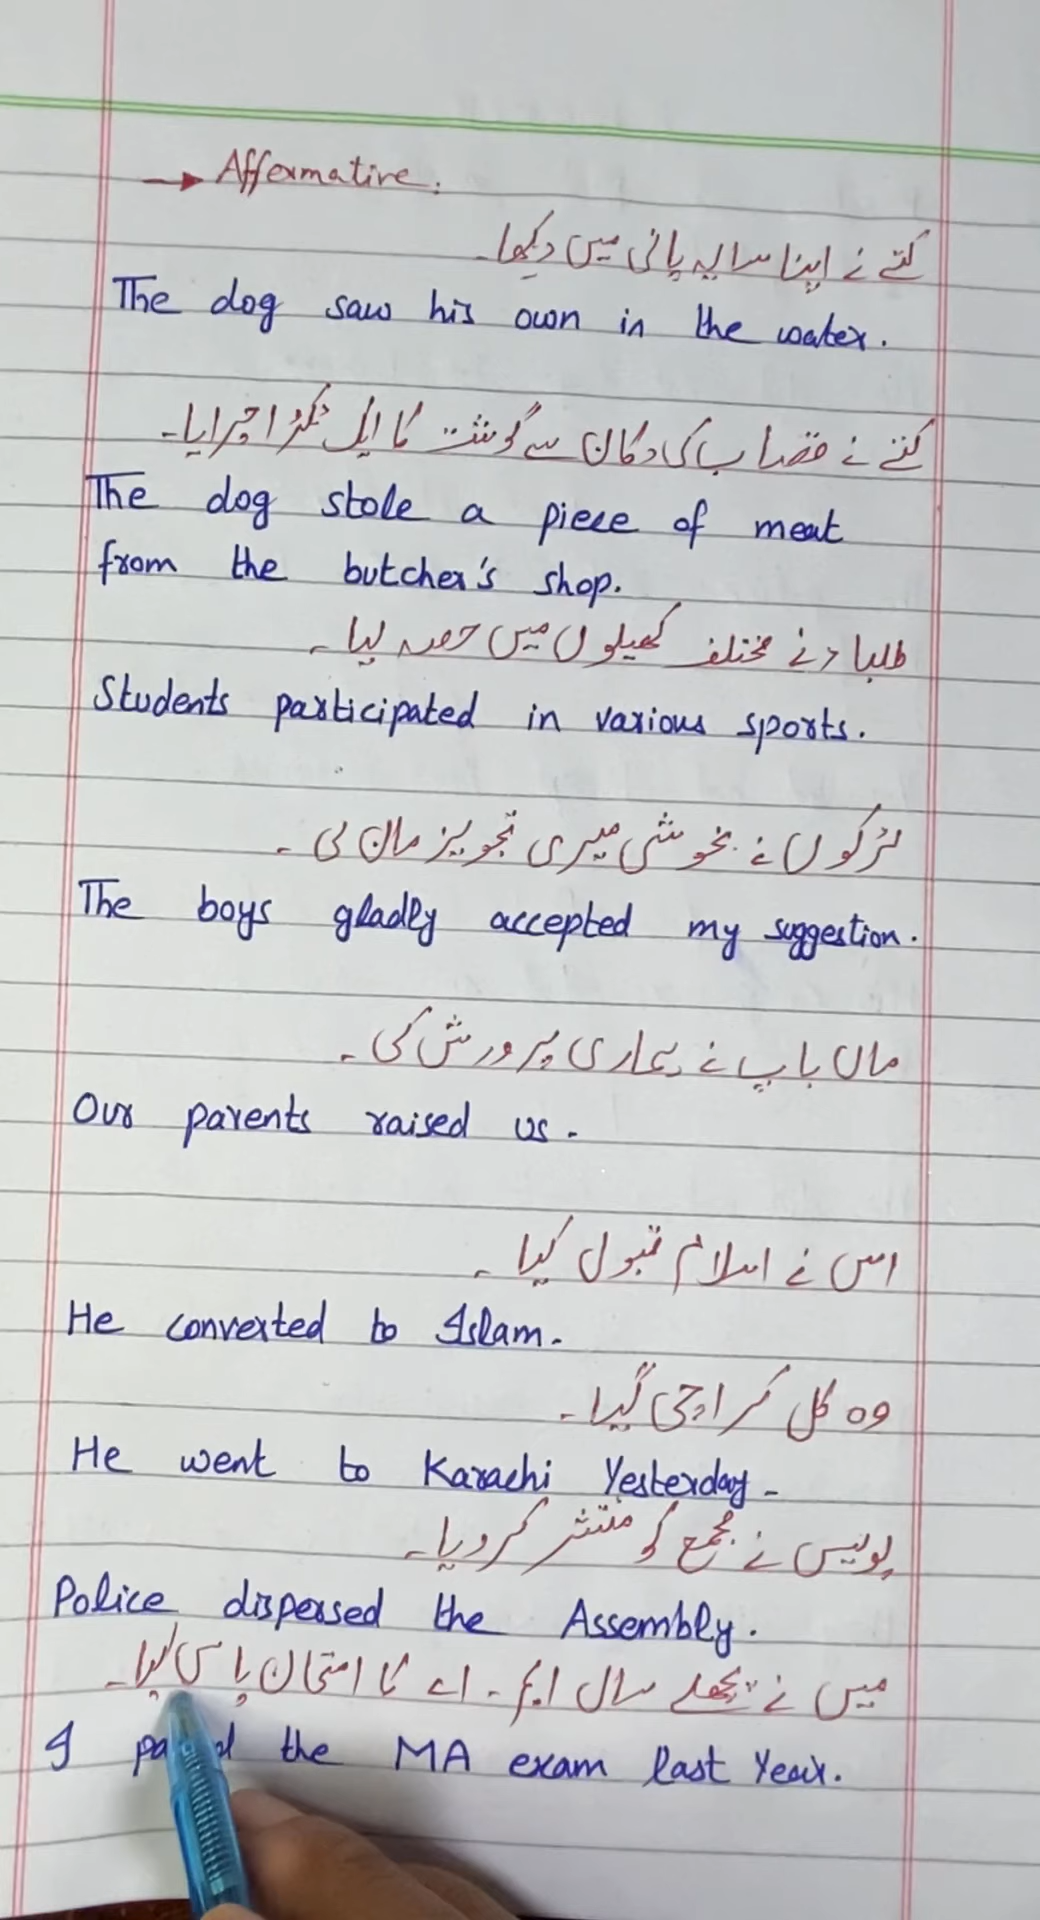 → Affermative.
کتے نے اپنا سایہ پانی میں دیکھا۔
The dog saw his own in the water.
کتے نے قصاب کی دکان سے گوشت کا ایک ٹکڑا چرایا۔
The dog stole a piece of meat
from the butcher's shop.
طلباء نے مختلف کھیلوں میں حصہ لیا۔
Students participated in various sports.
لڑکوں نے بخوشی میری تجویز مان لی۔
The boys gladly accepted my suggestion.
ماں باپ نے ہماری پرورش کی۔
Our parents raised us.
اس نے اسلام قبول کیا۔
He converted to Islam.
وہ کل کراچی گیا۔
He went to Karachi Yesterday.
پولیس نے مجمع کو منتشر کر دیا۔
Police dispersed the Assembly.
میں نے پچھلے سال ایم۔اے کا امتحان پاس کیا۔
I the MA exam last Year.